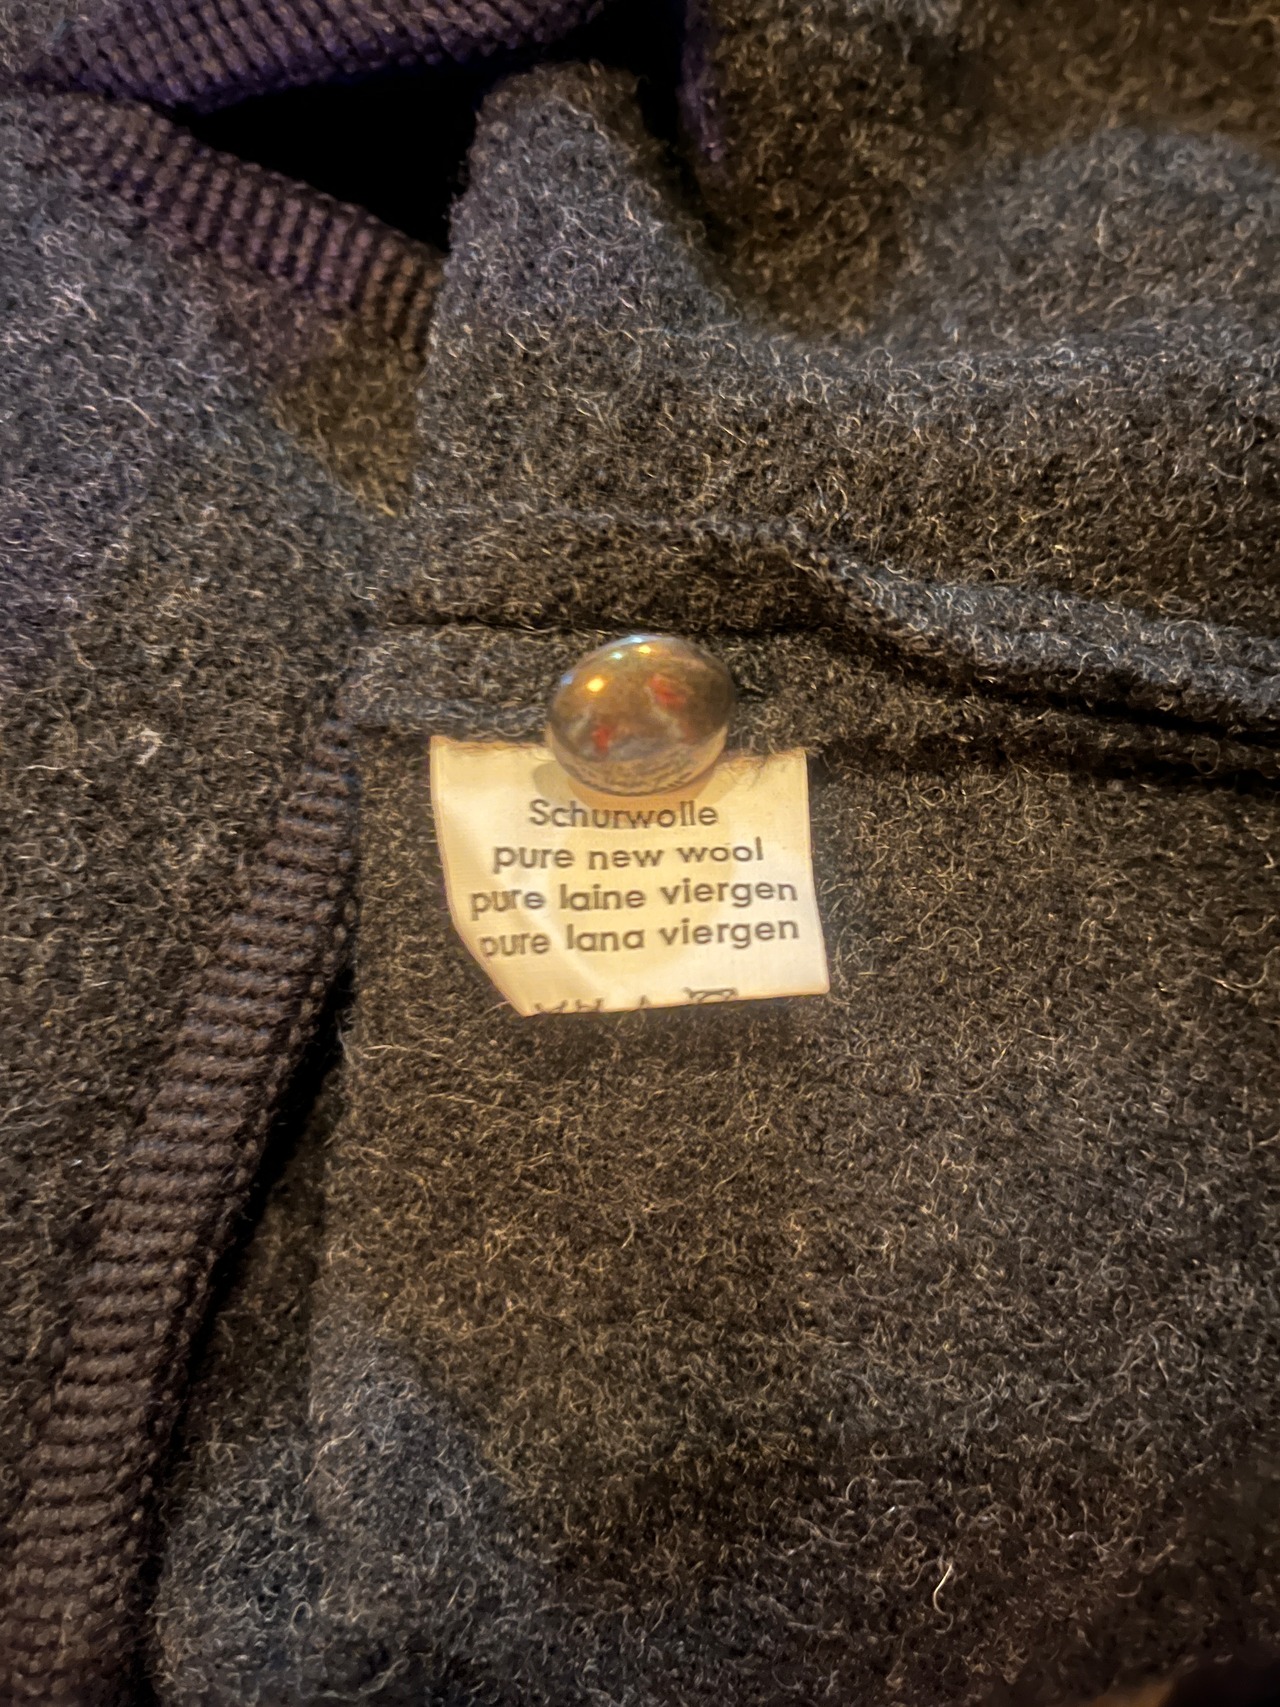 Schurwolle
pure new wool
pure laine viergen
pure lana viergen